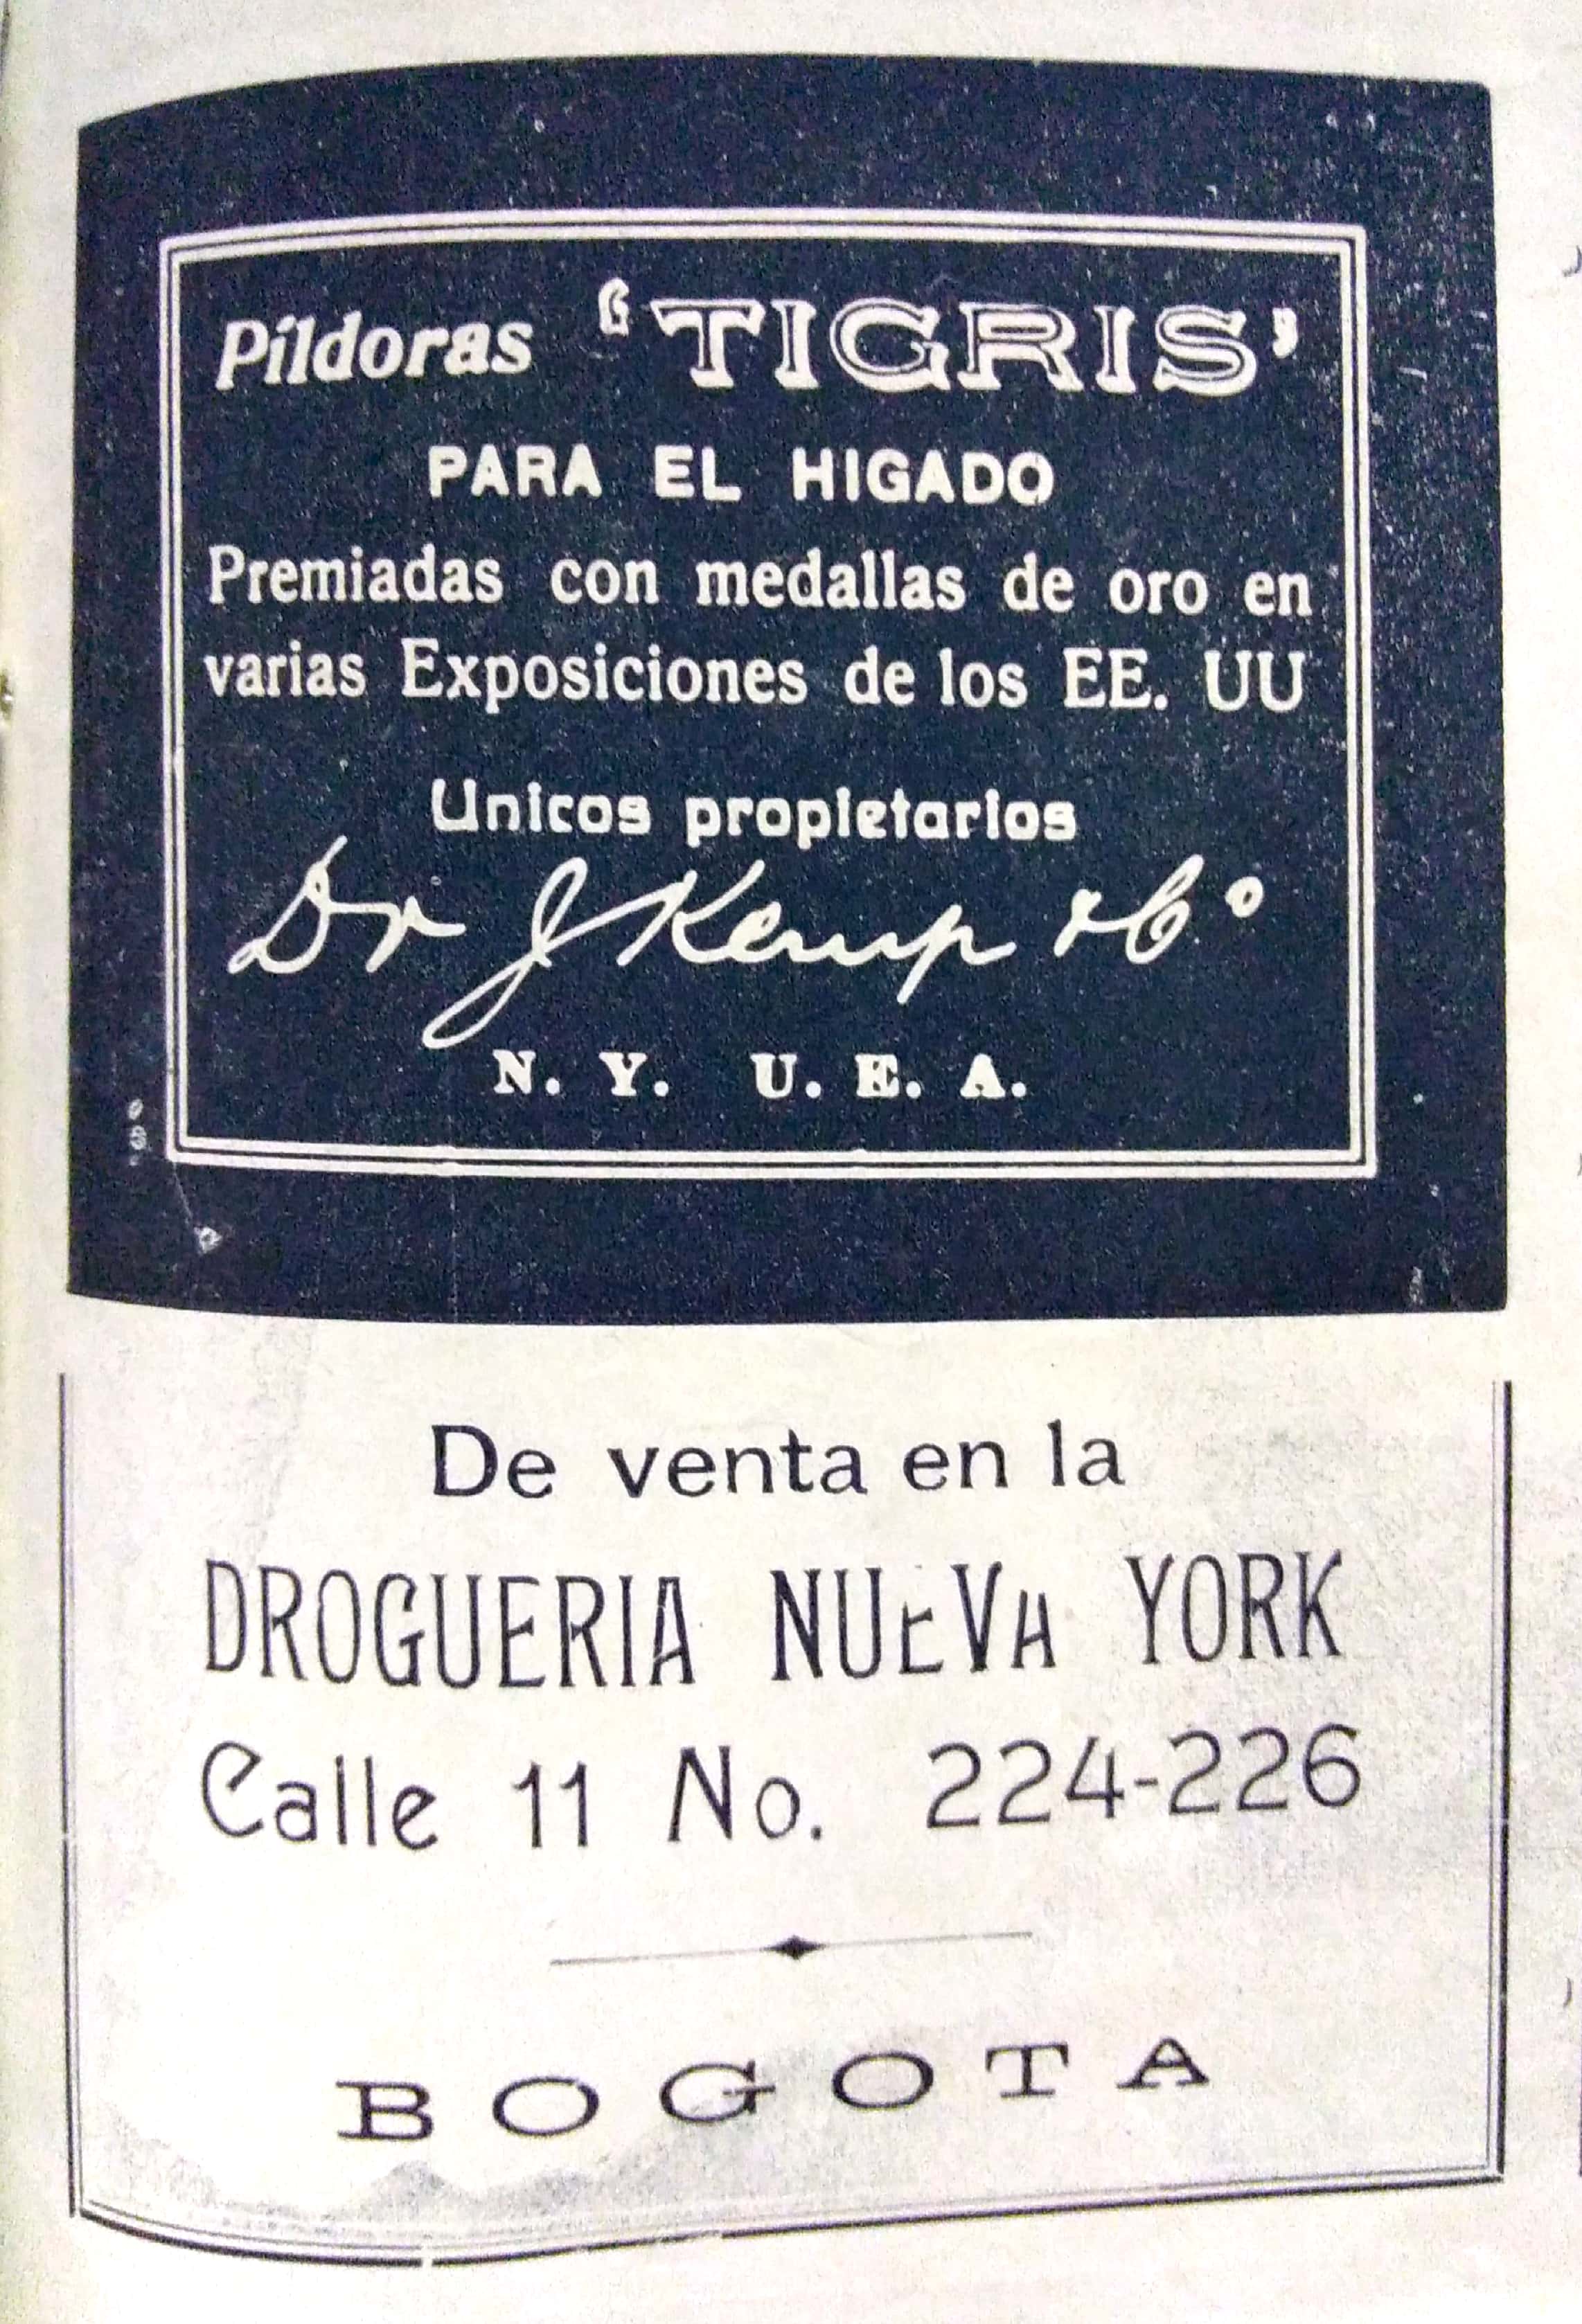 Píldoras 'TIGRIS'
PARA EL HIGADO
Premiadas con medallas de oro en
varias Exposiciones de los EE. UU
Unicos propietarios
Dr J Kemp & Co
N. Y. U. E. A.
De venta en la
DROGUERIA NUEVA YORK
Calle 11 No. 224-226
BOGOTA